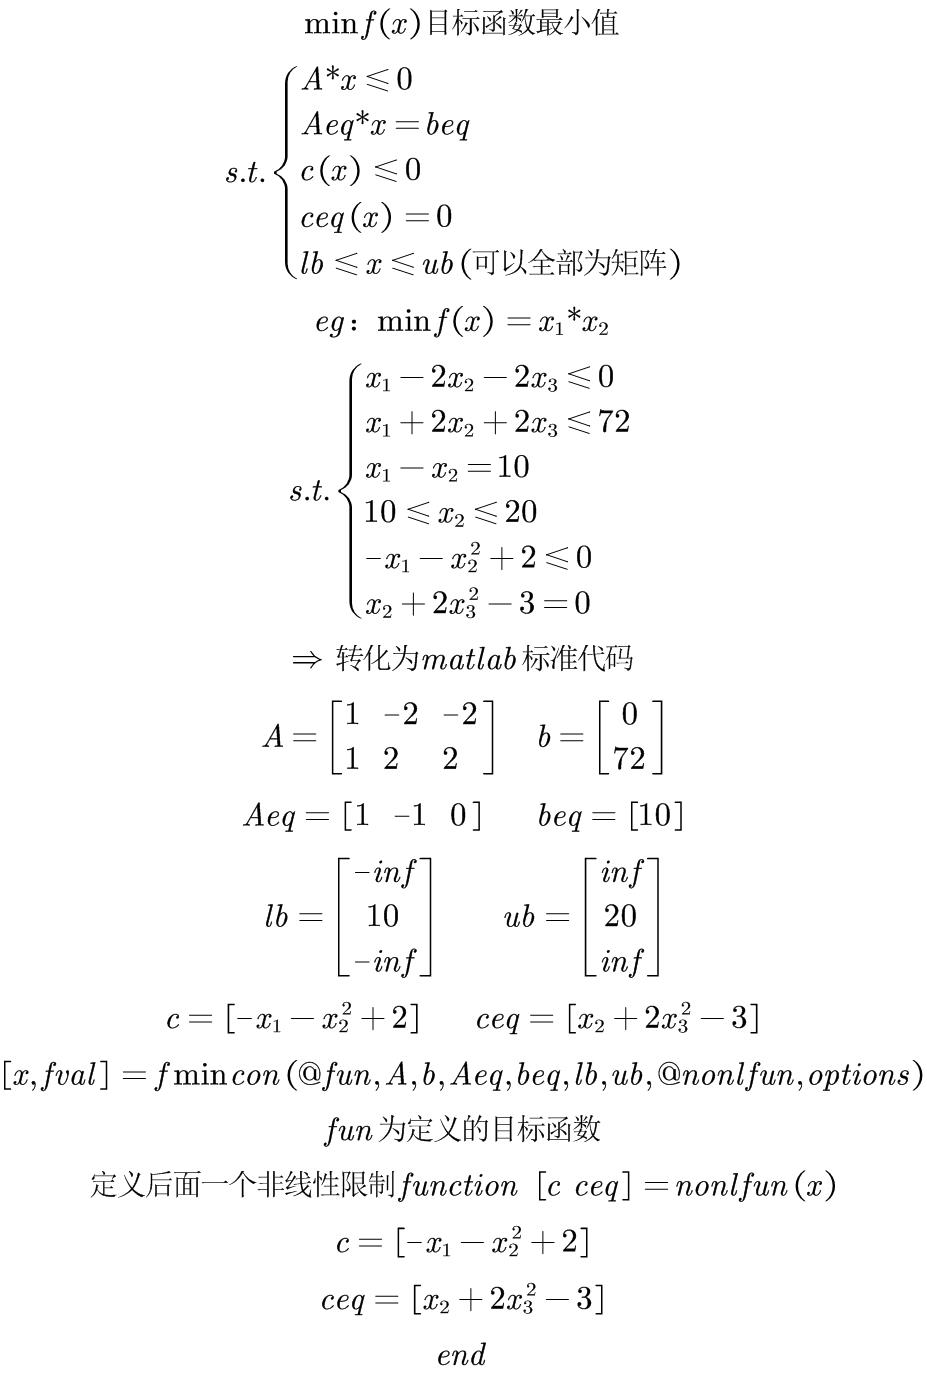 min f(x)目标函数最小值
A*x ≤ 0
Aeq*x = beq
s.t.
c(x) ≤ 0
ceq(x) = 0
lb ≤ x ≤ ub(可以全部为矩阵)
eg：min f(x) = x₁*x₂
x₁ − 2x₂ − 2x₃ ≤ 0
x₁ + 2x₂ + 2x₃ ≤ 72
x₁ − x₂ = 10
s.t.
10 ≤ x₂ ≤ 20
-x₁ − x₂² + 2 ≤ 0
x₂ + 2x₃² − 3 = 0
⇒ 转化为matlab标准代码
A = [1 -2 -2; 1 2 2] b = [0; 72]
Aeq = [1 -1 0] beq = [10]
lb = [-inf; 10; -inf] ub = [inf; 20; inf]
c = [-x₁ − x₂² + 2] ceq = [x₂ + 2x₃² − 3]
[x,fval] = fmincon(@fun,A,b,Aeq,beq,lb,ub,@nonlfun,options)
fun为定义的目标函数
定义后面一个非线性限制function [c ceq] = nonlfun(x)
c = [-x₁ − x₂² + 2]
ceq = [x₂ + 2x₃² − 3]
end